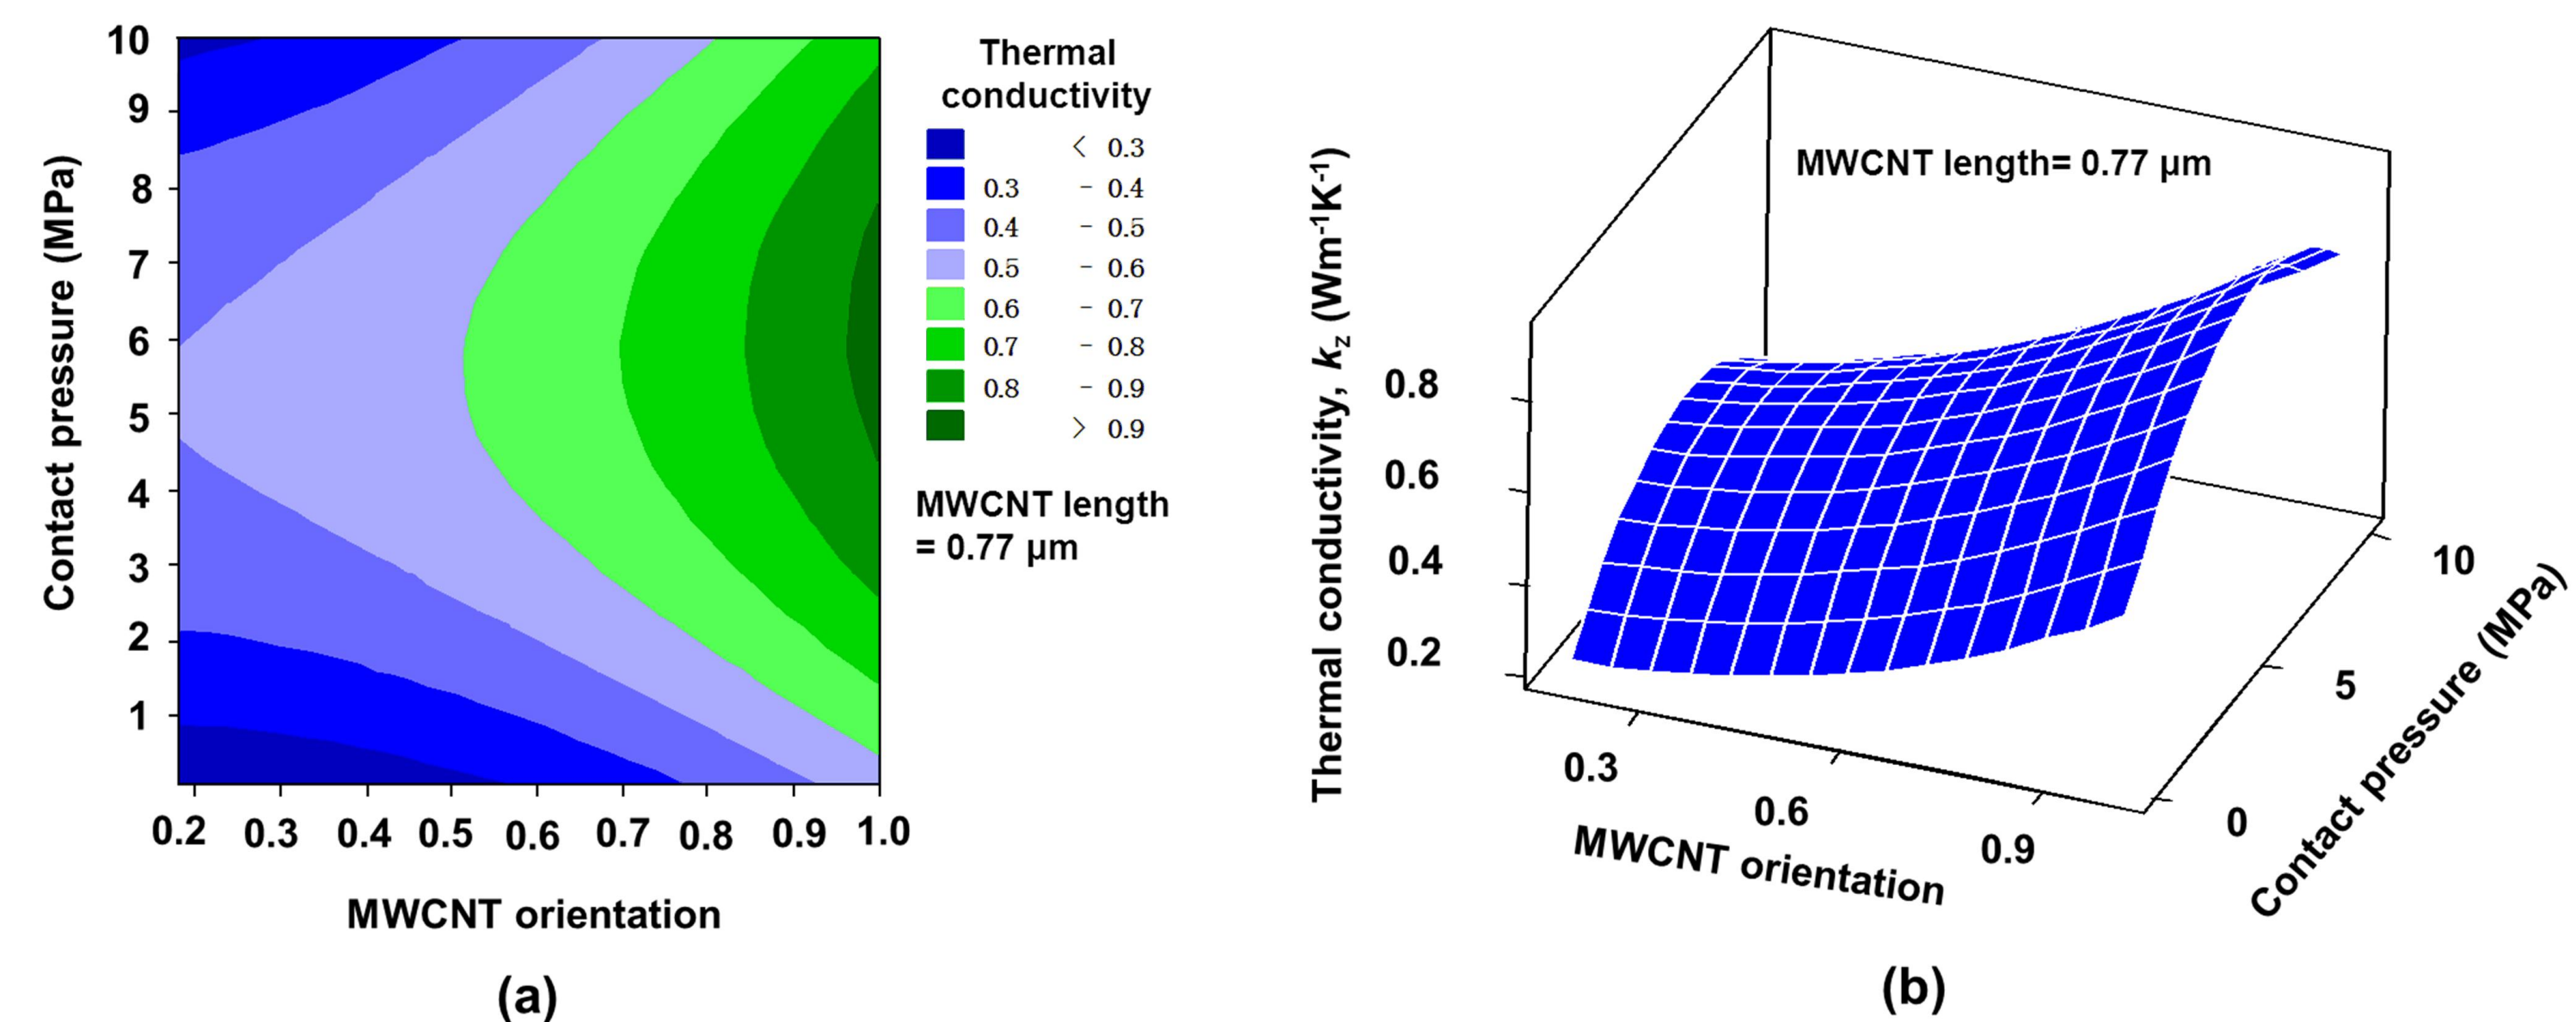 10
9
8
7
6
5
4
3
2
1
Contact pressure (MPa)
0.2 0.3 0.4 0.5 0.6 0.7 0.8 0.9 1.0
MWCNT orientation
(a)
Thermal
conductivity
< 0.3
0.3 - 0.4
0.4 - 0.5
0.5 - 0.6
0.6 - 0.7
0.7 - 0.8
0.8 - 0.9
> 0.9
MWCNT length
= 0.77 µm
MWCNT length= 0.77 µm
Thermal conductivity, kz (Wm-1K-1)
0.8
0.6
0.4
0.2
0.3
0.6
0.9
MWCNT orientation
10
5
0
Contact pressure (MPa)
(b)